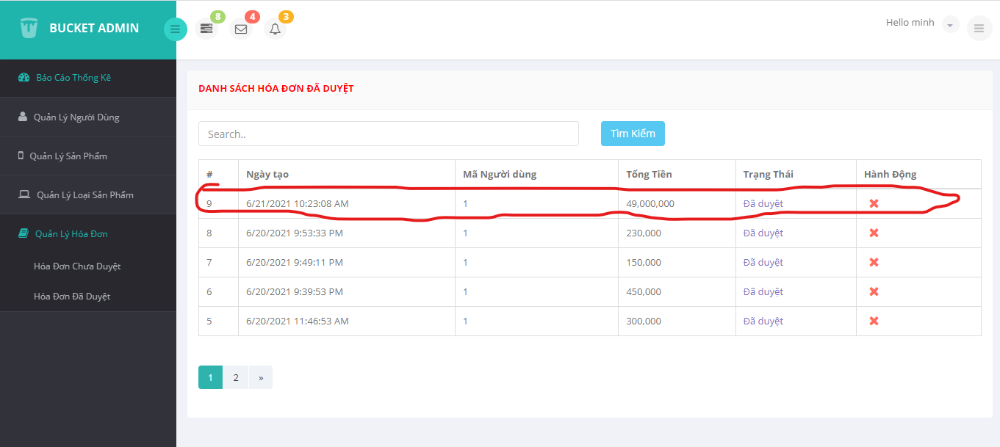 BUCKET ADMIN
8
4
3
Hello minh
Báo Cáo Thống Kê
Quản Lý Người Dùng
Quản Lý Sản Phẩm
Quản Lý Loại Sản Phẩm
Quản Lý Hóa Đơn
Hóa Đơn Chưa Duyệt
Hóa Đơn Đã Duyệt
DANH SÁCH HÓA ĐƠN ĐÃ DUYỆT
Search..
Tìm Kiếm
# Ngày tạo Mã Người dùng Tổng Tiền Trạng Thái Hành Động
9 6/21/2021 10:23:08 AM 1 49,000,000 Đã duyệt
8 6/20/2021 9:53:33 PM 1 230,000 Đã duyệt
7 6/20/2021 9:49:11 PM 1 150,000 Đã duyệt
6 6/20/2021 9:39:53 PM 1 450,000 Đã duyệt
5 6/20/2021 11:46:53 AM 1 300,000 Đã duyệt
1 2 »